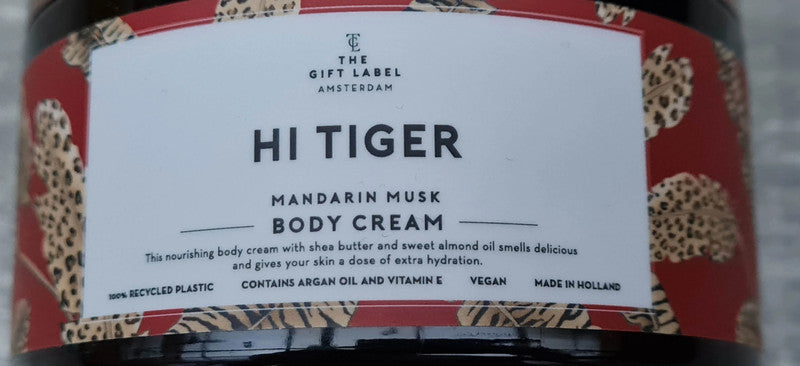 THE
GIFT LABEL
AMSTERDAM
HI TIGER
MANDARIN MUSK
BODY CREAM
This nourishing body cream with shea butter and sweet almond oil smells delicious
and gives your skin a dose of extra hydration.
100% RECYCLED PLASTIC CONTAINS ARGAN OIL AND VITAMIN E VEGAN MADE IN HOLLAND